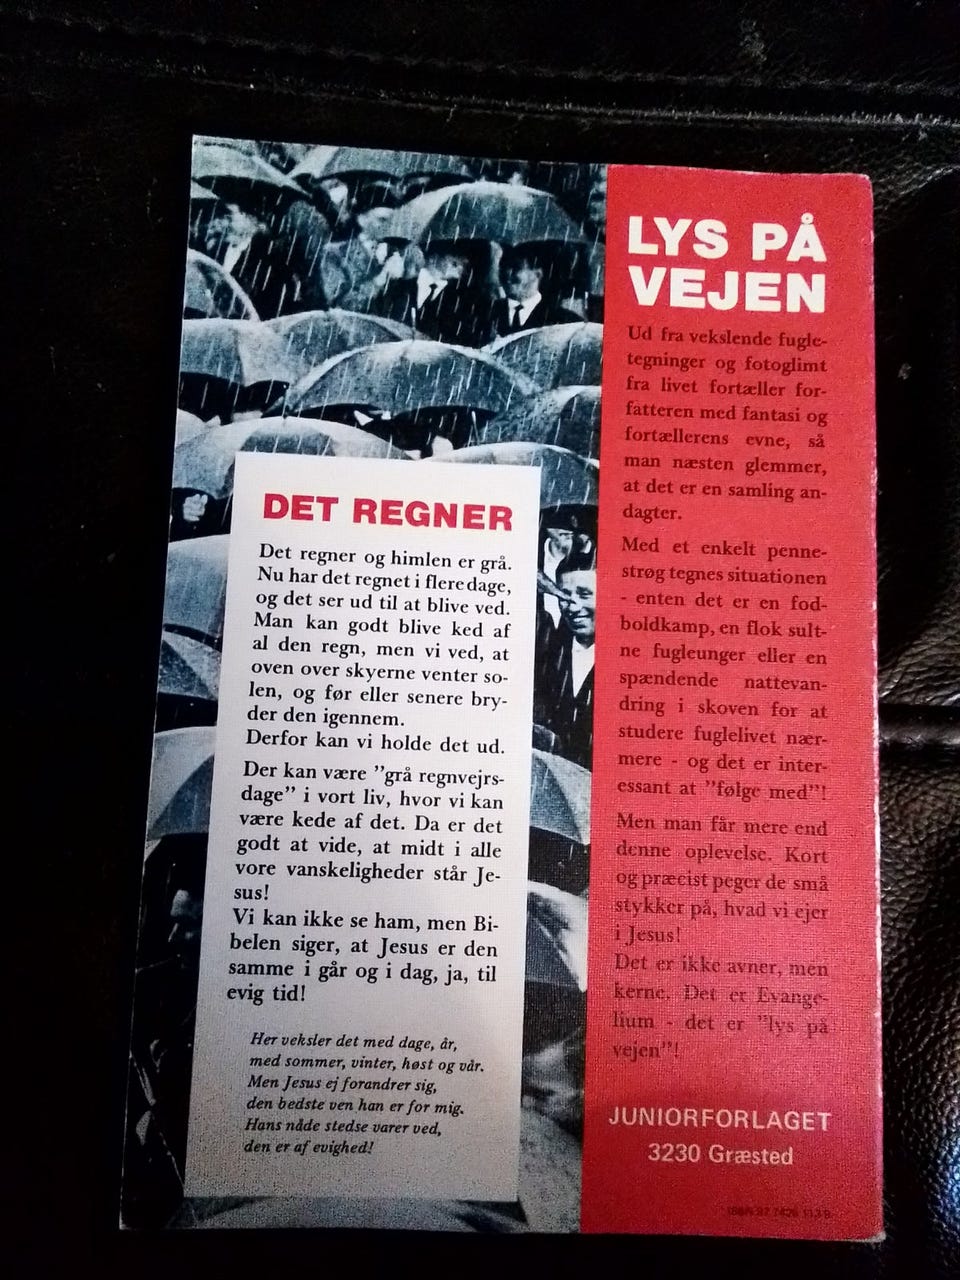 DET REGNER
Det regner og himlen er grå.
Nu har det regnet i flere dage,
og det ser ud til at blive ved.
Man kan godt blive ked af
al den regn, men vi ved, at
oven over skyerne venter so-
len, og før eller senere bry-
der den igennem.
Derfor kan vi holde det ud.
Der kan være "grå regnvejrs-
dage" i vort liv, hvor vi kan
være kede af det. Da er det
godt at vide, at midt i alle
vore vanskeligheder står Je-
sus!
Vi kan ikke se ham, men Bi-
belen siger, at Jesus er den
samme i går og i dag, ja, til
evig tid!
Her veksler det med dage, år,
med sommer, vinter, høst og vår.
Men Jesus ej forandrer sig,
den bedste ven han er for mig.
Hans nåde stedse varer ved,
den er af evighed!
LYS PÅ
VEJEN
Ud fra vekslende fugle-
tegninger og fotoglimt
fra livet fortæller for-
fatteren med fantasi og
fortællerens evne, så
man næsten glemmer,
at det er en samling an-
dagter.
Med et enkelt penne-
strøg tegnes situationen
- enten det er en fod-
boldkamp, en flok sult-
ne fugleunger eller en
spændende nattevan-
dring i skoven for at
studere fuglelivet nær-
mere - og det er inter-
essant at "følge med"!
Men man får mere end
denne oplevelse. Kort
og præcist peger de små
stykker på, hvad vi ejer
i Jesus!
Det er ikke avner, men
kerne. Det er Evange-
lium - det er "lys på
vejen"!
JUNIORFORLAGET
3230 Græsted
ISBN 87 7426